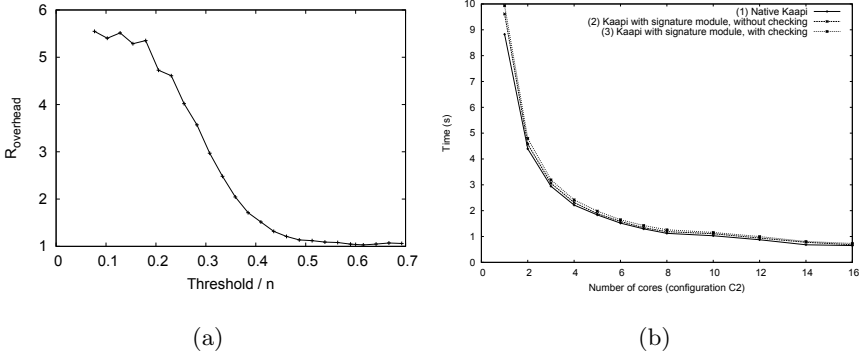 6
5
4
3
2
1
0 0.1 0.2 0.3 0.4 0.5 0.6 0.7
R overhead
Threshold / n
(a)
10
9
8
7
6
5
4
3
2
1
0
0 2 4 6 8 10 12 14 16
Time (s)
Number of cores (configuration C2)
(1) Native Kaapi
(2) Kaapi with signature module, without checking
(3) Kaapi with signature module, with checking
(b)